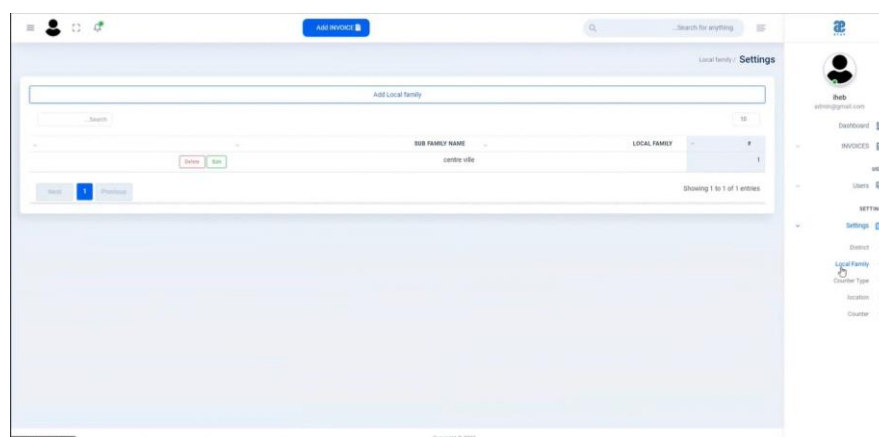 Add INVOICE
...Search for anything
Local family / Settings
Add Local family
...Search
10
SUB FAMILY NAME
LOCAL FAMILY
#
Delete
Edit
centre ville
1
Next
1
Previous
Showing 1 to 1 of 1 entries
iheb
admin@gmail.com
Dashboard
INVOICES
Users
Settings
District
Local Family
Counter Type
location
Counter